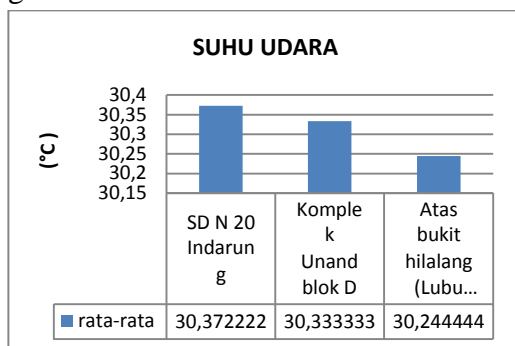 SUHU UDARA
(°C )
30,4
30,35
30,3
30,25
30,2
30,15
SD N 20
Indarun
g
Komple
k
Unand
blok D
Atas
bukit
hilalang
(Lubu...
rata-rata 30,372222 30,333333 30,244444